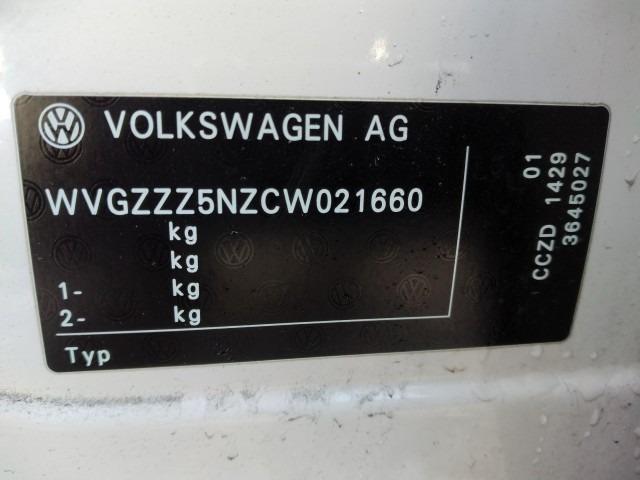 VOLKSWAGEN AG
WVGZZZ5NZCW021660
kg
kg
1- kg
2- kg
Typ
01
CCZD 1429
3645027